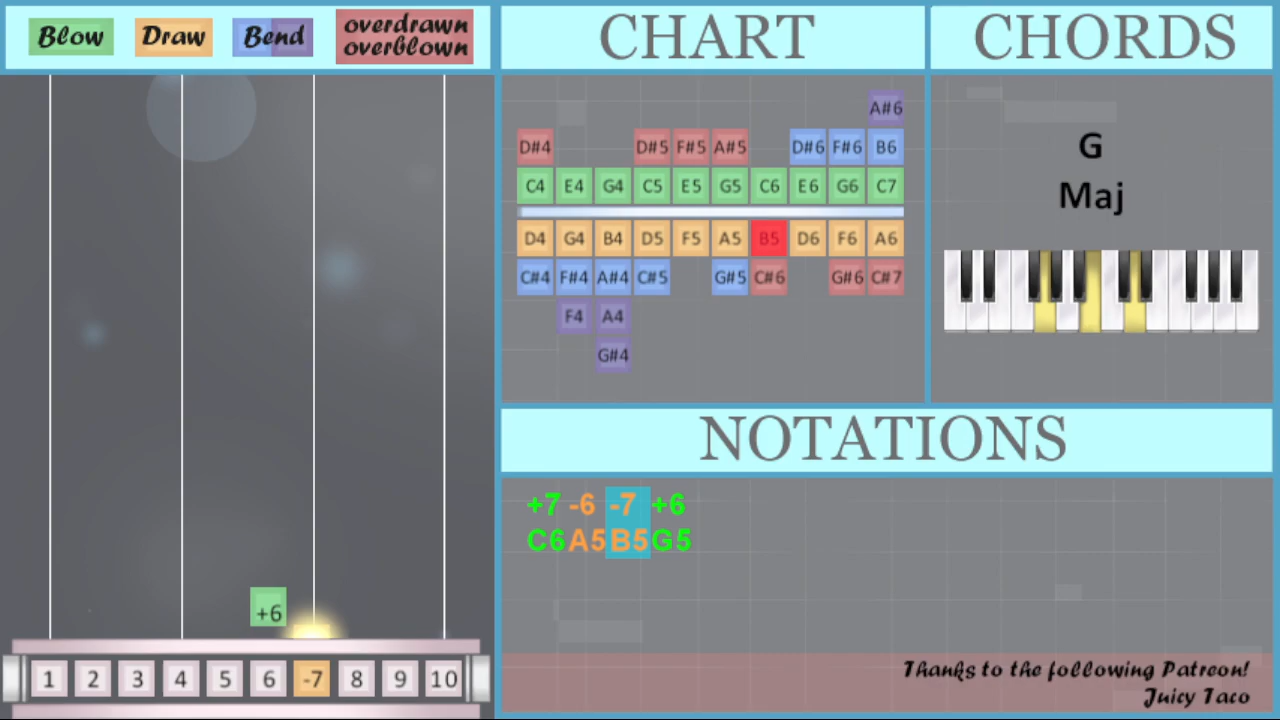 Blow Draw Bend overdrawn
overblown
CHART
CHORDS
A#6
D#4 D#5 F#5 A#5 D#6 F#6 B6
C4 E4 G4 C5 E5 G5 C6 E6 G6 C7
D4 G4 B4 D5 F5 A5 B5 D6 F6 A6
C#4 F#4 A#4 C#5 G#5 C#6 G#6 C#7
F4 A4
G#4
G
Maj
NOTATIONS
+7 -6 -7 +6
C6 A5 B5 G5
+6
1 2 3 4 5 6 -7 8 9 10
Thanks to the following Patreon!
Juicy Taco